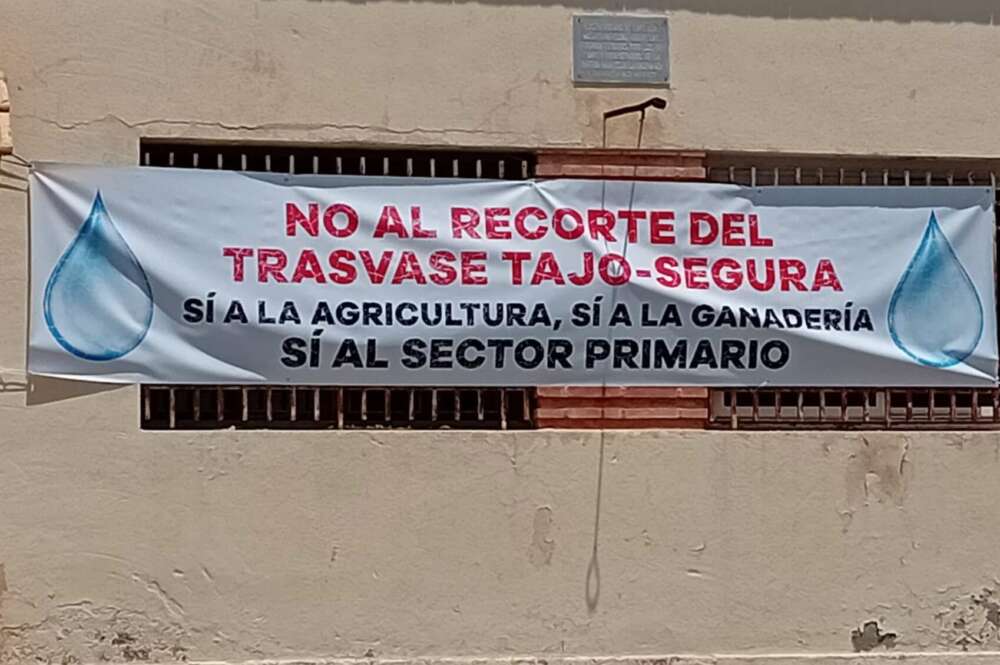 NO AL RECORTE DEL
TRASVASE TAJO-SEGURA
SÍ A LA AGRICULTURA, SÍ A LA GANADERÍA
SÍ AL SECTOR PRIMARIO